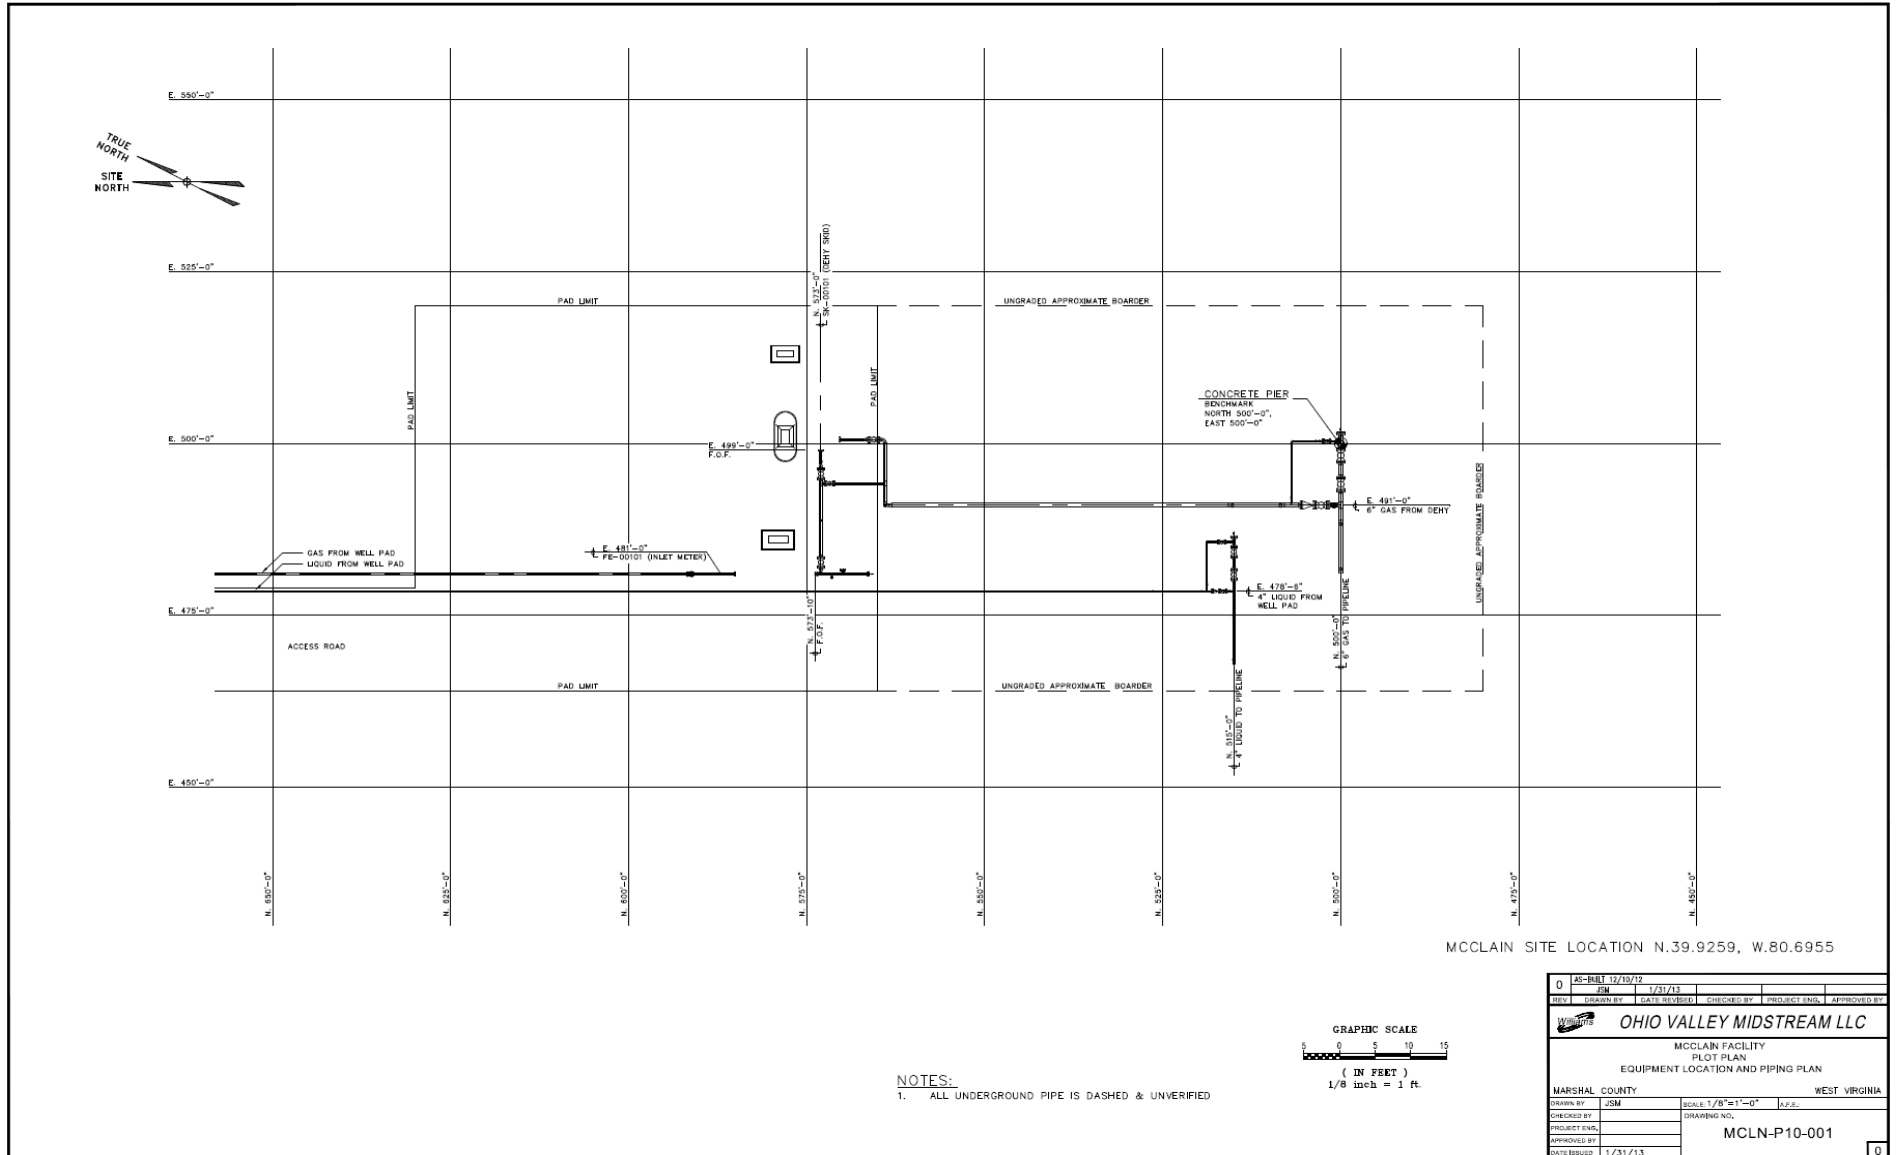 E. 550'-0"
TRUE
NORTH
SITE
NORTH
E. 525'-0"
N. 573'-0"
SK-00101 (DEHY SKID)
PAD LIMIT
UNGRADED APPROXIMATE BOARDER
PAD LIMIT
PAD LIMIT
CONCRETE PIER
BENCHMARK
NORTH 500'-0",
EAST 500'-0"
E. 500'-0"
E. 499'-0"
F.O.F.
UNGRADED APPROXIMATE BOARDER
E. 491'-0"
6" GAS FROM DEHY
GAS FROM WELL PAD
LIQUID FROM WELL PAD
E. 481'-0"
FE-00101 (INLET METER)
E. 478'-6"
4" LIQUID FROM
WELL PAD
E. 475'-0"
N. 573'-10"
F.O.F.
N. 500'-0"
6" GAS TO PIPELINE
ACCESS ROAD
PAD LIMIT
UNGRADED APPROXIMATE BOARDER
N. 515'-0"
4" LIQUID TO PIPELINE
E. 450'-0"
N. 650'-0"
N. 625'-0"
N. 600'-0"
N. 575'-0"
N. 550'-0"
N. 525'-0"
N. 500'-0"
N. 475'-0"
N. 450'-0"
MCCLAIN SITE LOCATION N.39.9259, W.80.6955
GRAPHIC SCALE
5 0 5 10 15
( IN FEET )
1/8 inch = 1 ft.
NOTES:
1. ALL UNDERGROUND PIPE IS DASHED & UNVERIFIED
0 AS-BUILT 12/10/12
JSM 1/31/13
REV DRAWN BY DATE REVISED CHECKED BY PROJECT ENG. APPROVED BY
Williams OHIO VALLEY MIDSTREAM LLC
MCCLAIN FACILITY
PLOT PLAN
EQUIPMENT LOCATION AND PIPING PLAN
MARSHAL COUNTY WEST VIRGINIA
DRAWN BY JSM SCALE: 1/8"=1'-0" A.F.E.:
CHECKED BY DRAWING NO.
PROJECT ENG.
MCLN-P10-001
APPROVED BY
DATE ISSUED 1/31/13 0